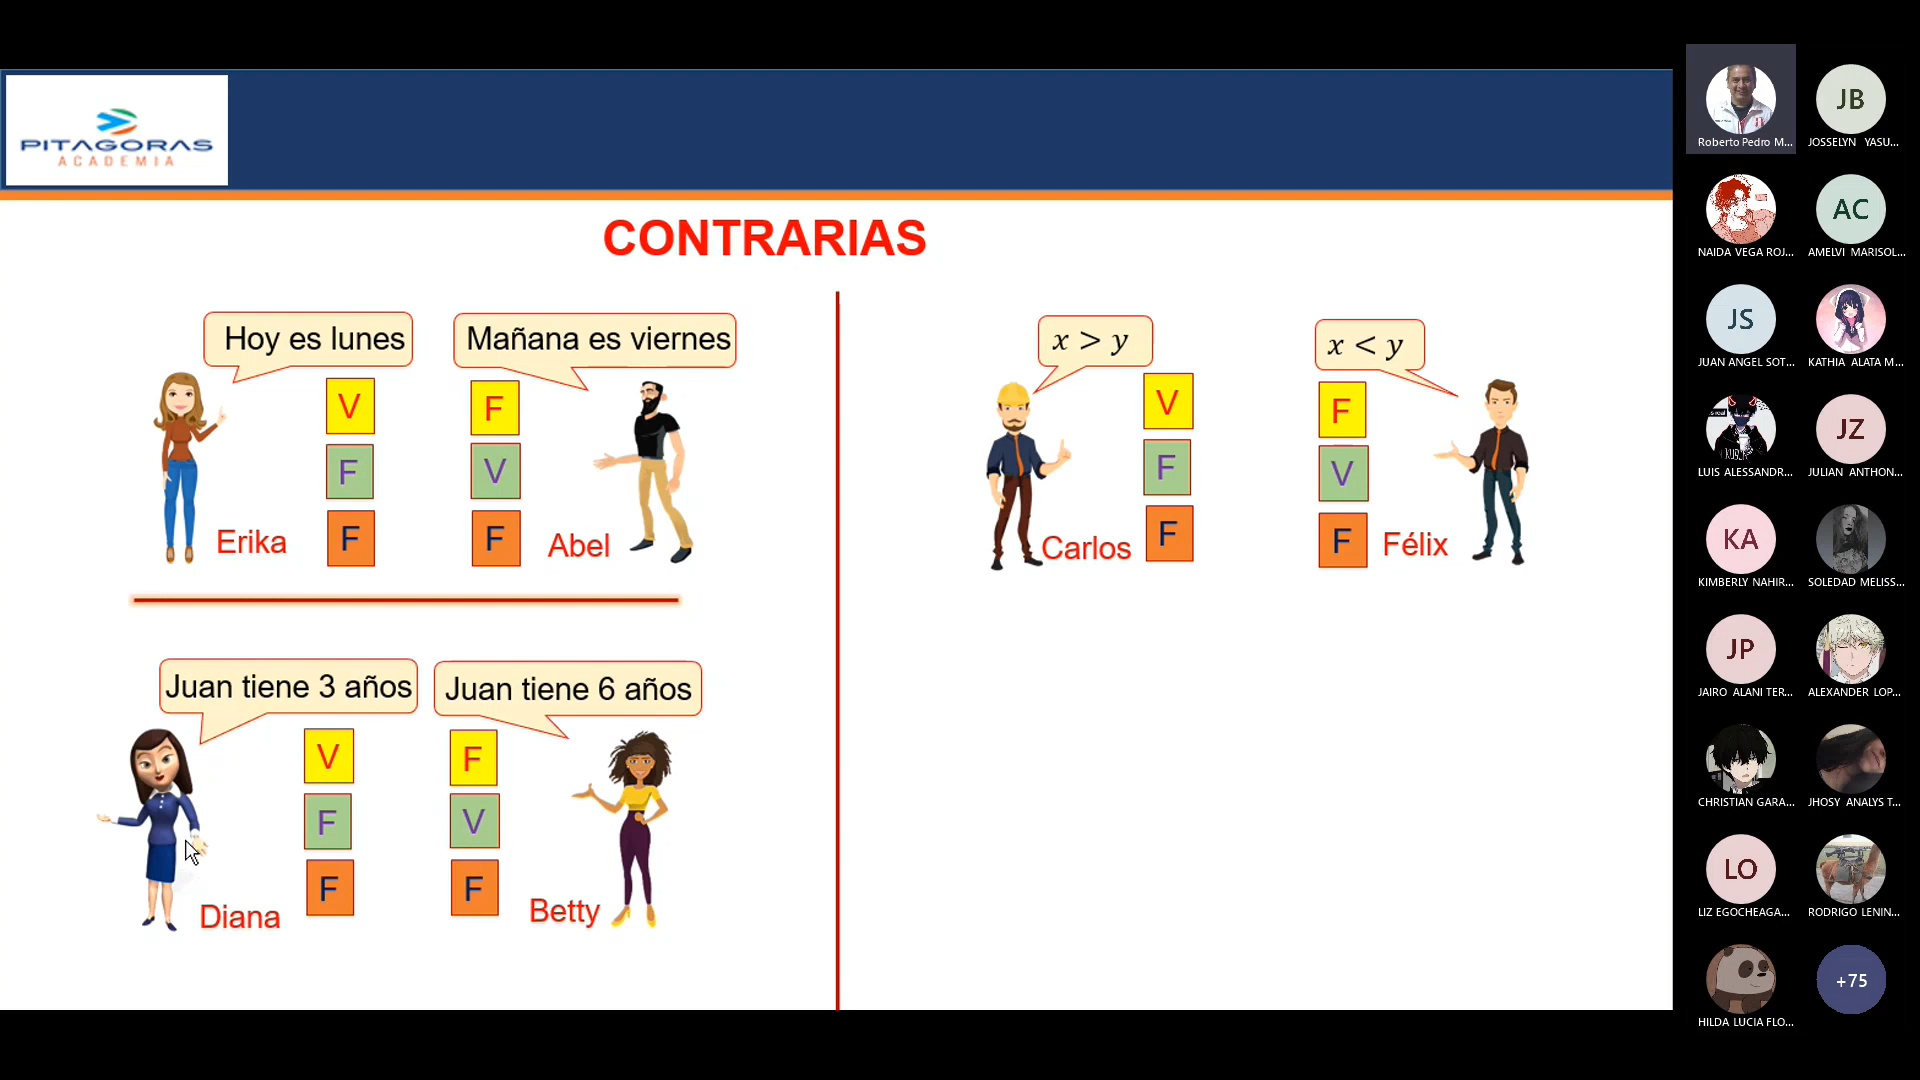 PITAGORAS
ACADEMIA
CONTRARIAS
Hoy es lunes
Mañana es viernes
V
F
F
V
F
F
Erika
Abel
x > y
x < y
V
F
F
V
F
F
Carlos
Félix
Juan tiene 3 años
Juan tiene 6 años
V
F
F
V
F
F
Diana
Betty
Roberto Pedro M...
JB
JOSSELYN YASU...
NAIDA VEGA ROJ...
AC
AMELVI MARISOL...
JS
JUAN ANGEL SOT...
KATHIA ALATA M...
LUIS ALESSANDR...
JZ
JULIAN ANTHON...
KA
KIMBERLY NAHIR...
SOLEDAD MELISS...
JP
JAIRO ALANI TER...
ALEXANDER LOP...
CHRISTIAN GARA...
JHOSY ANALYS T...
LO
LIZ EGOCHEAGA...
RODRIGO LENIN...
HILDA LUCIA FLO...
+75